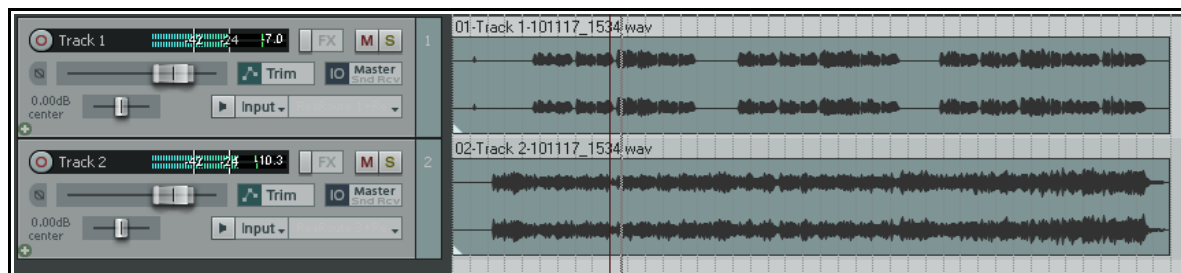 Track 1 -42 -24 -7.0 FX M S 1
Trim IO Master
Snd Rcv
0.00dB
center
Input
01-Track 1-101117_1534.wav
Track 2 -42 -24 -10.3 FX M S 2
Trim IO Master
Snd Rcv
0.00dB
center
Input
02-Track 2-101117_1534.wav